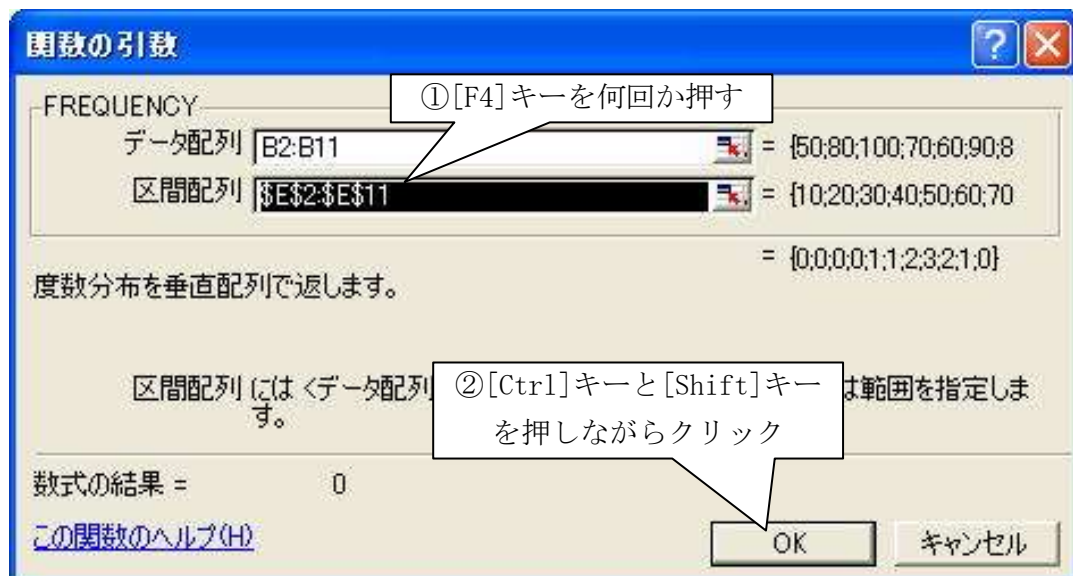 関数の引数
①[F4]キーを何回か押す
FREQUENCY
データ配列 B2:B11 = {50;80;100;70;60;90;8
区間配列 $E$2:$E$11 = {10;20;30;40;50;60;70
= {0;0;0;0;1;1;2;3;2;1;0}
度数分布を垂直配列で返します。
区間配列 には <データ配列 は範囲を指定しま
す。
②[Ctrl]キーと[Shift]キー
を押しながらクリック
数式の結果 = 0
この関数のヘルプ(H)
OK キャンセル